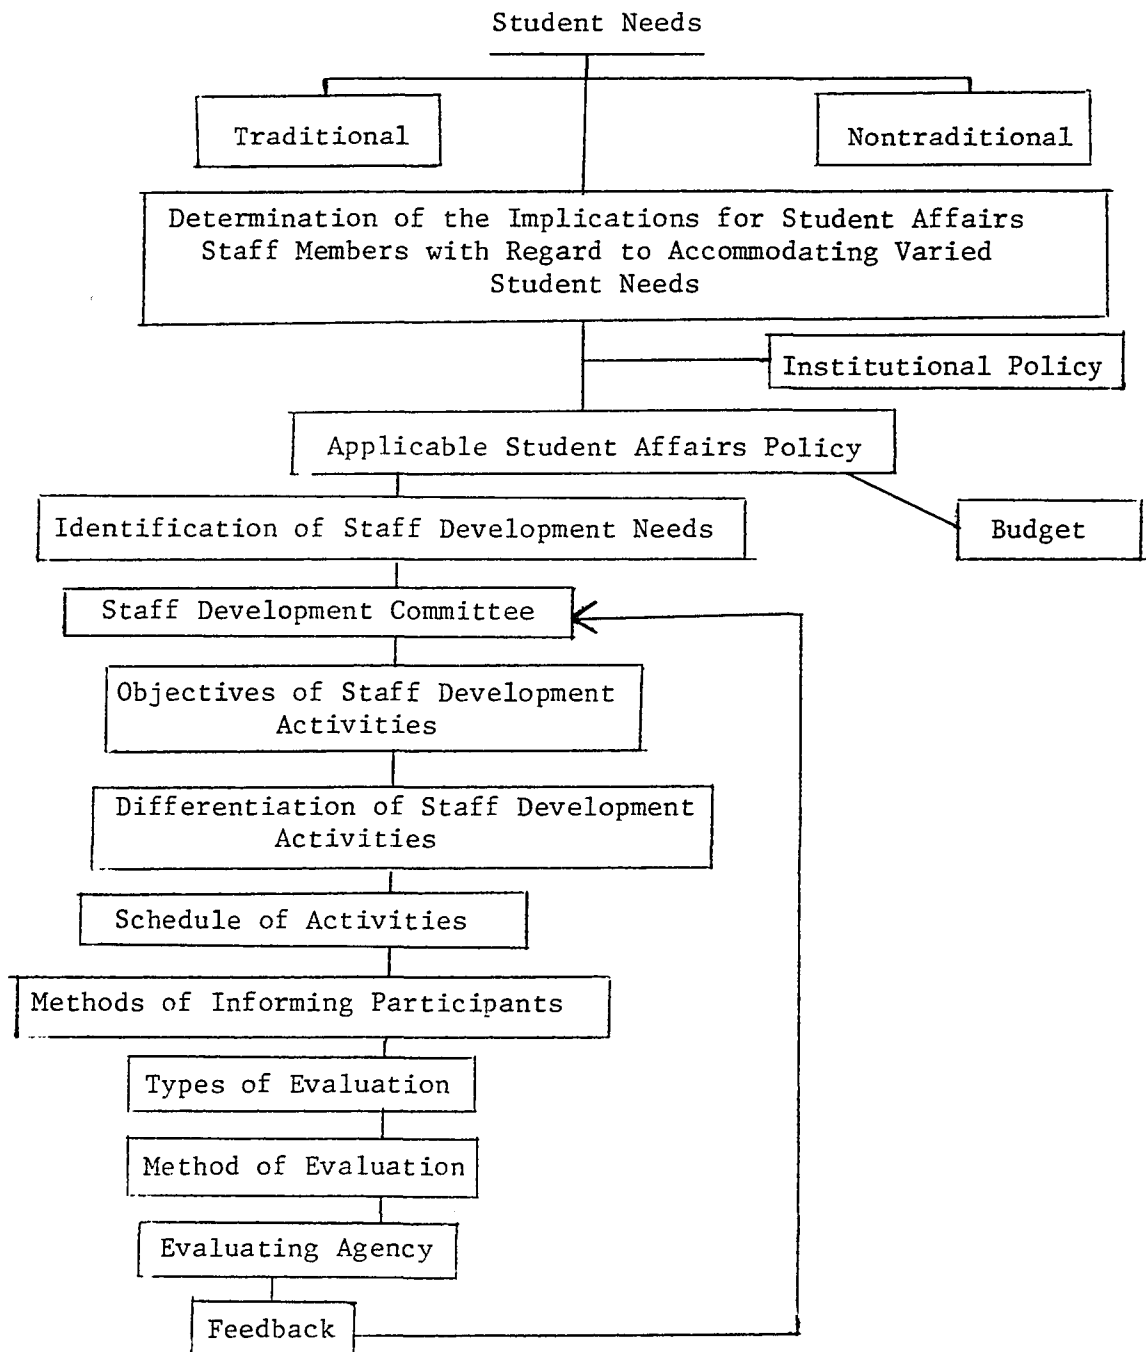 Student Needs
Traditional
Nontraditional
Determination of the Implications for Student Affairs
Staff Members with Regard to Accommodating Varied
Student Needs
Institutional Policy
Applicable Student Affairs Policy
Identification of Staff Development Needs
Budget
Staff Development Committee
Objectives of Staff Development
Activities
Differentiation of Staff Development
Activities
Schedule of Activities
Methods of Informing Participants
Types of Evaluation
Method of Evaluation
Evaluating Agency
Feedback